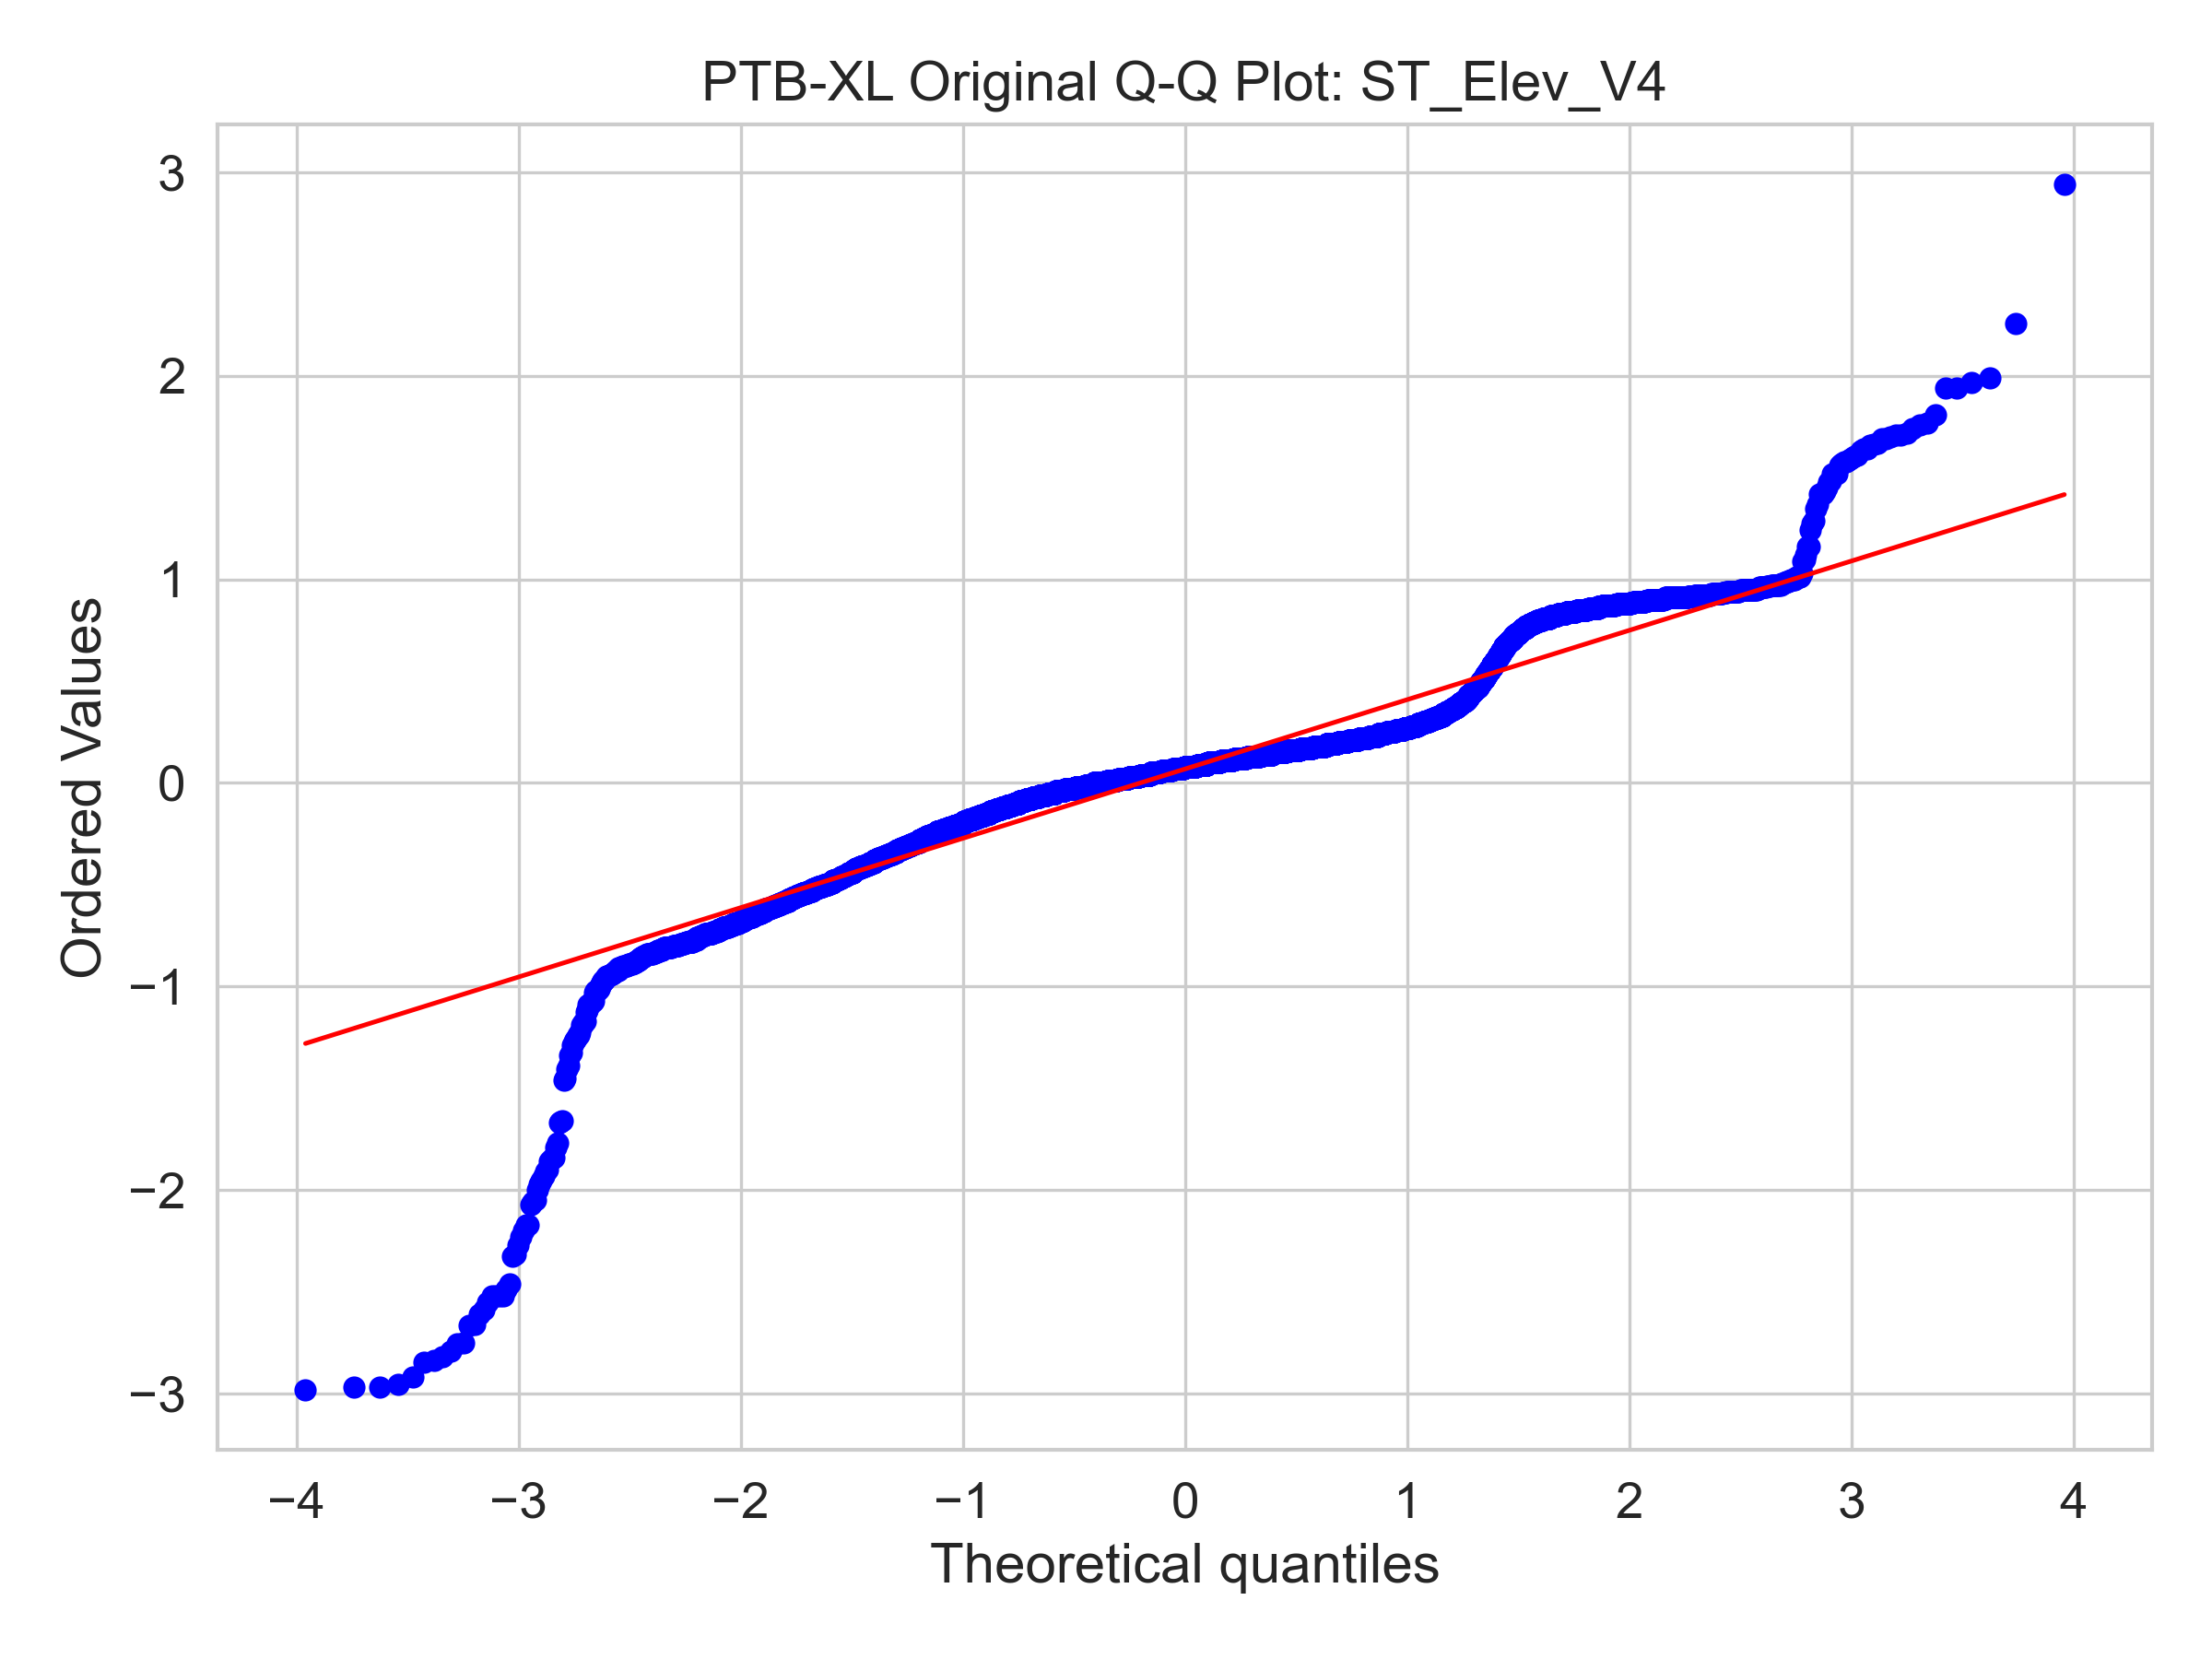 PTB-XL Original Q-Q Plot: ST_Elev_V4
3
2
1
0
−1
−2
−3
Ordered Values
−4 −3 −2 −1 0 1 2 3 4
Theoretical quantiles